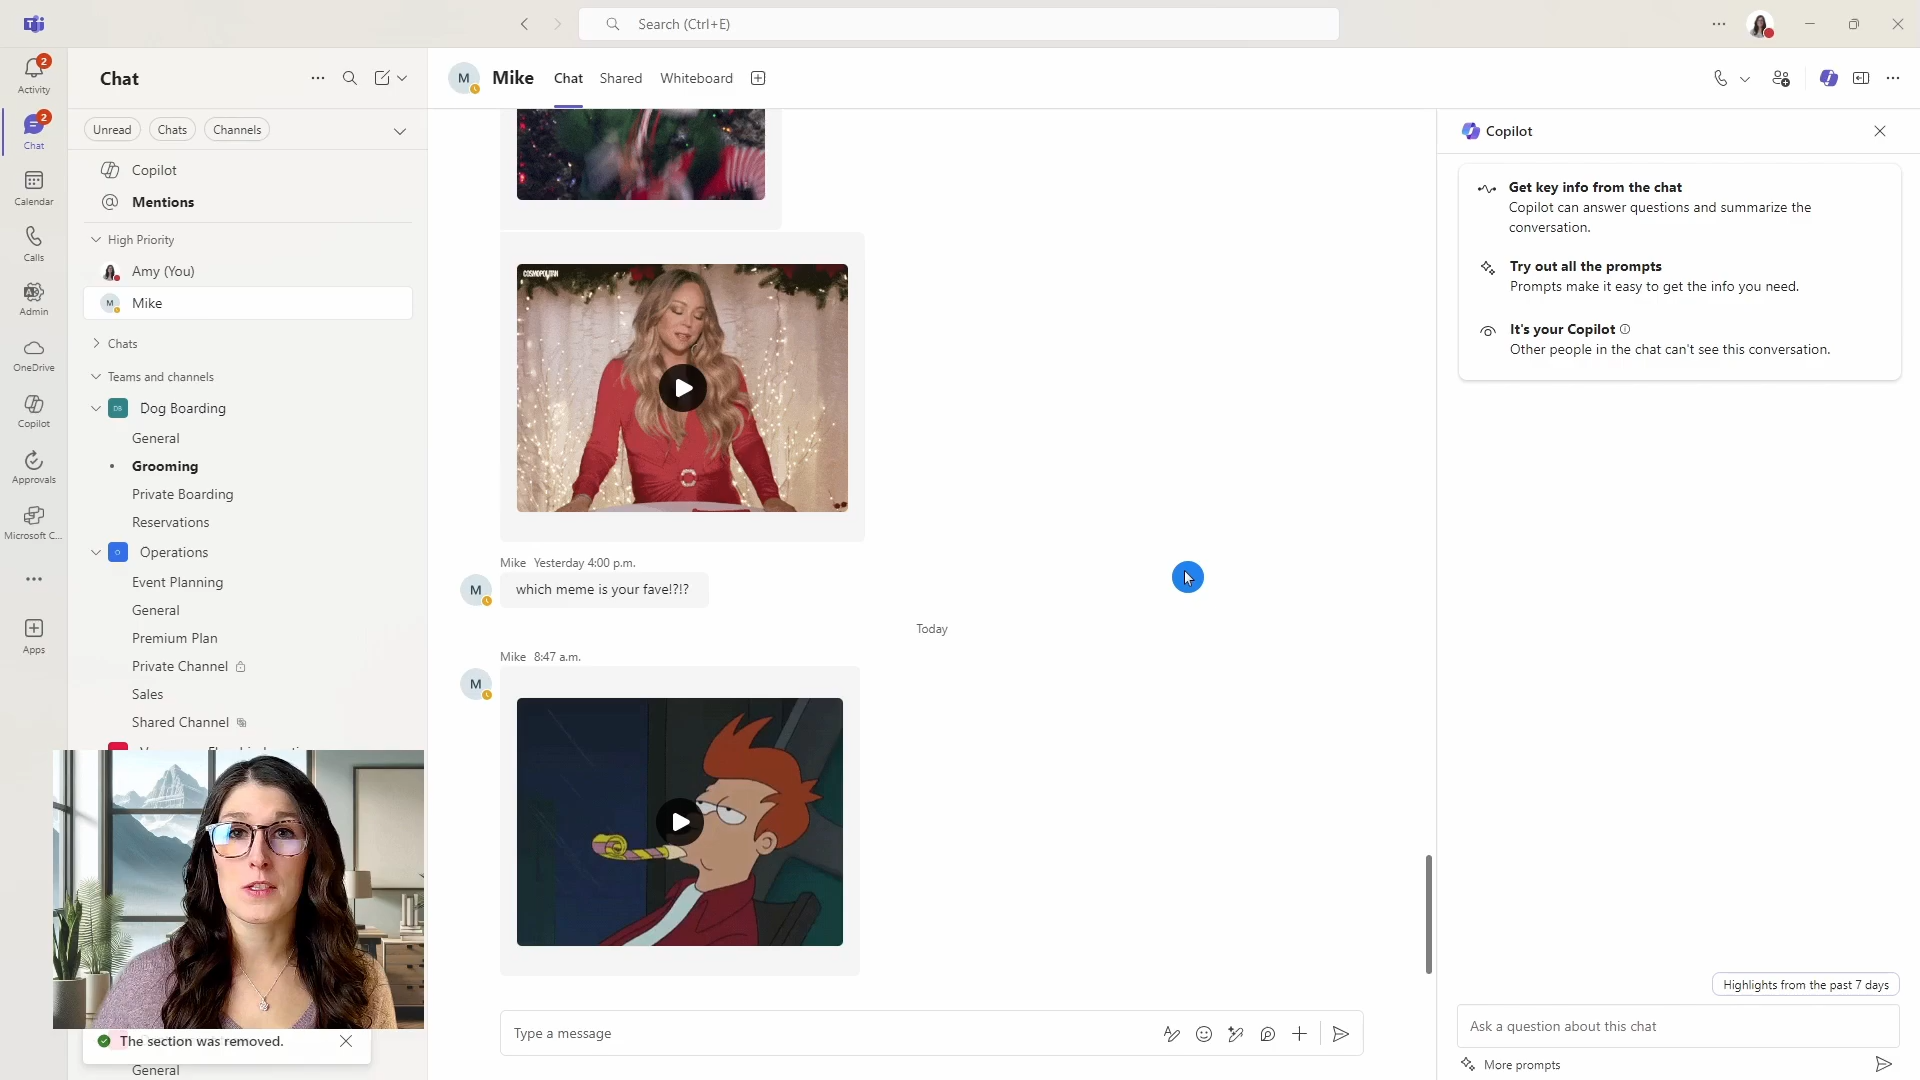 Search (Ctrl+E)
2
Activity
2
Chat
Calendar
Calls
Admin
OneDrive
Copilot
Approvals
Microsoft C...
Apps
Chat
Unread
Chats
Channels
Copilot
Mentions
High Priority
Amy (You)
M
Mike
Chats
Teams and channels
DB
Dog Boarding
General
Grooming
Private Boarding
Reservations
O
Operations
Event Planning
General
Premium Plan
Private Channel
Sales
Shared Channel
The section was removed.
General
M
Mike
Chat
Shared
Whiteboard
COSMOPOLITAN
Mike Yesterday 4:00 p.m.
M
which meme is your fave!?!?
Today
Mike 8:47 a.m.
M
Type a message
Copilot
Get key info from the chat
Copilot can answer questions and summarize the
conversation.
Try out all the prompts
Prompts make it easy to get the info you need.
It's your Copilot
Other people in the chat can't see this conversation.
Highlights from the past 7 days
Ask a question about this chat
More prompts